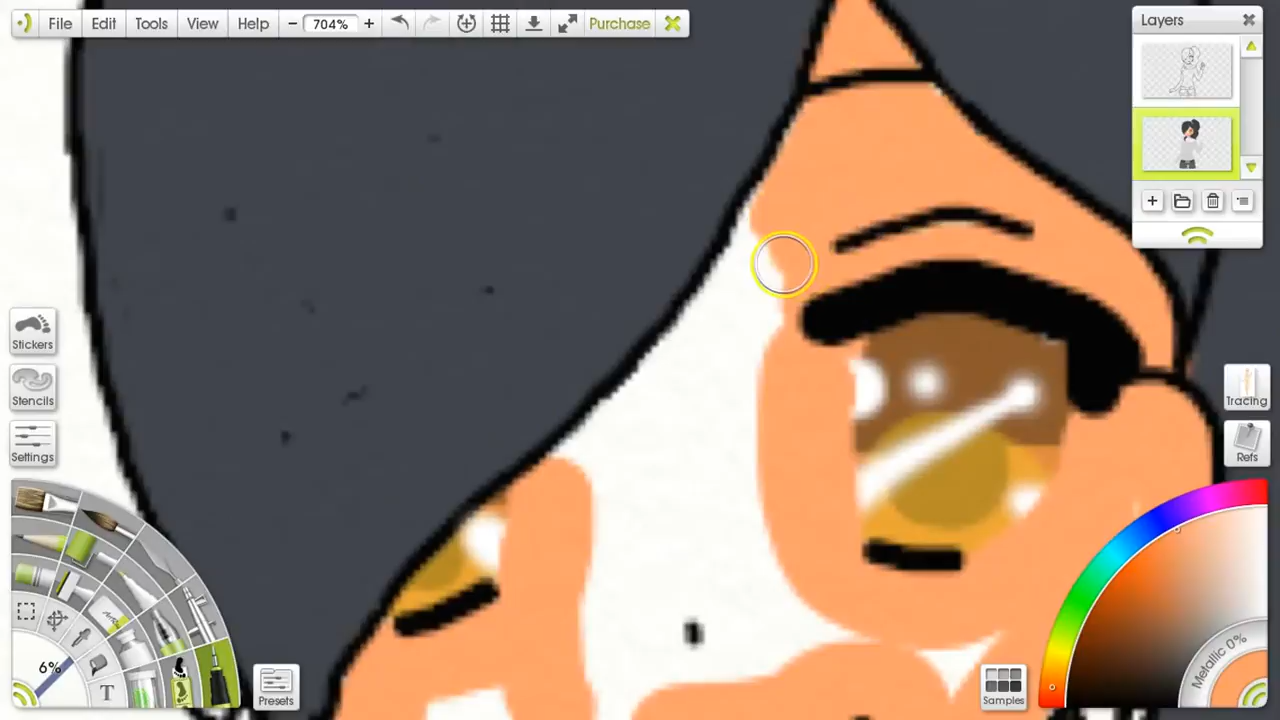 File Edit Tools View Help − 704% + Purchase
Layers
Stickers
Stencils
Settings
Tracing
Refs
6%
T
Presets
Samples
Metallic 0%